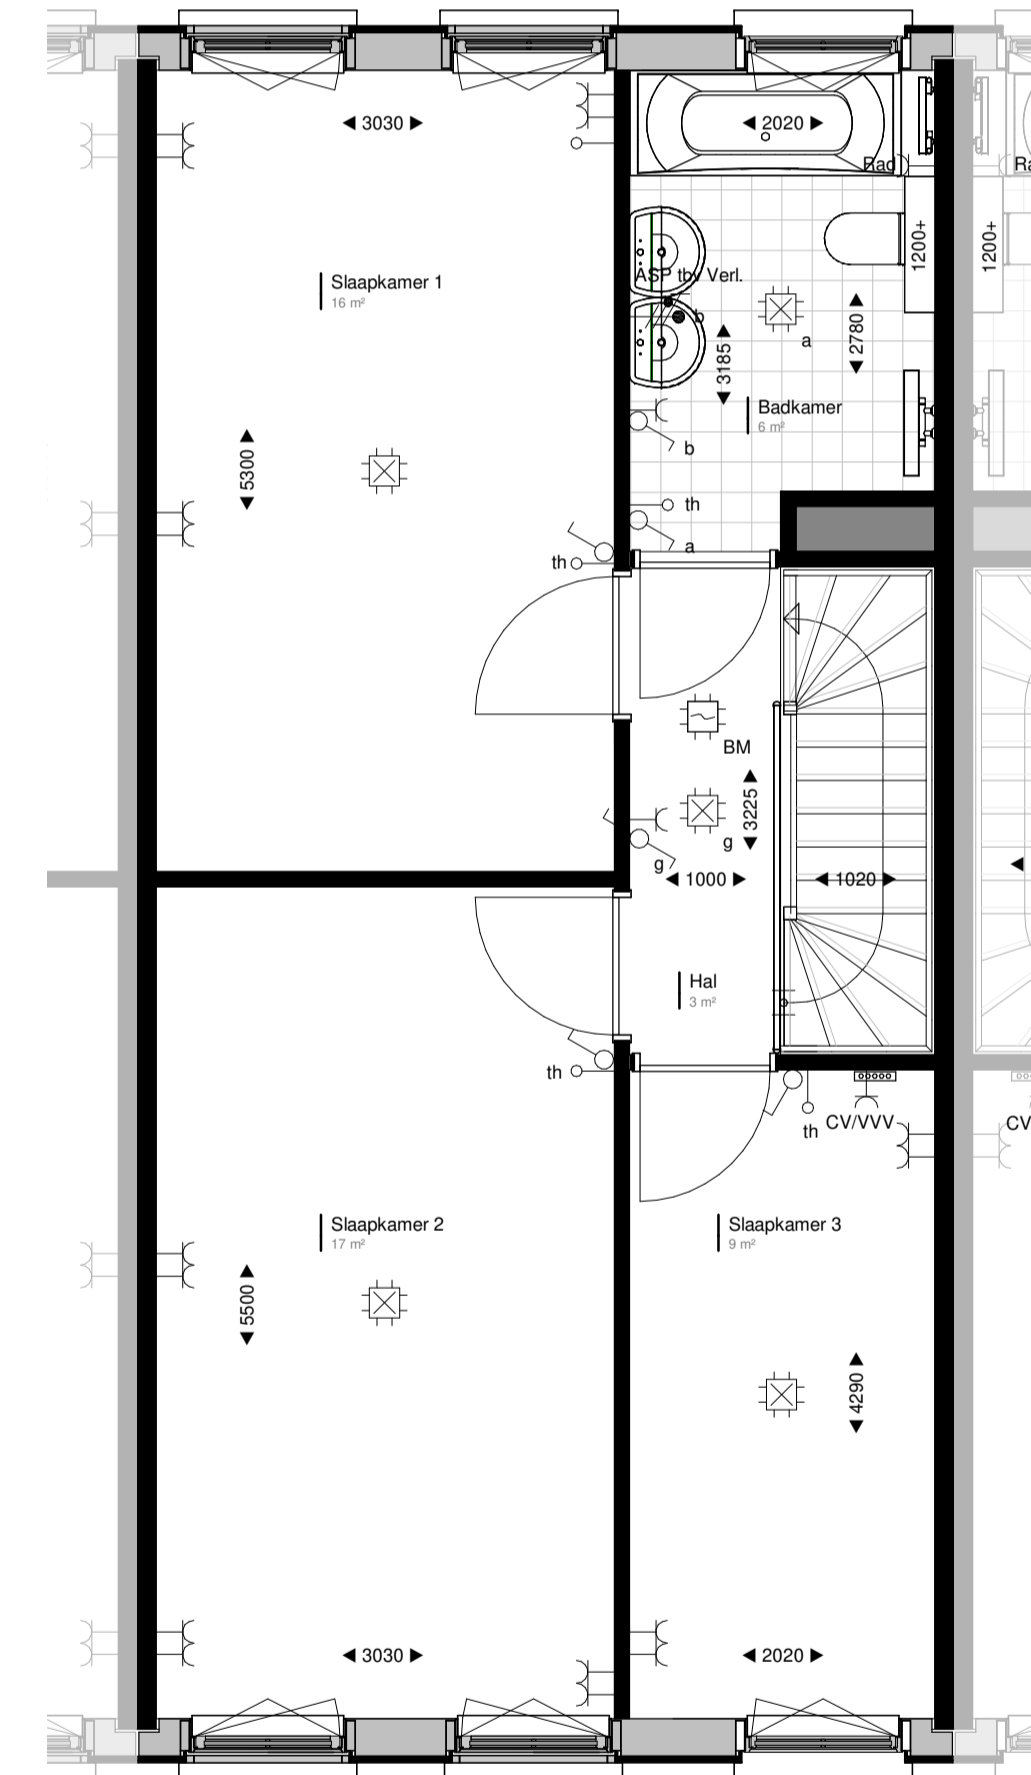 3030
2020
Rad
Ra
1200+
1200+
Slaapkamer 1
16 m²
ASP tbv Verl.
b
a
3185
2780
Badkamer
6 m²
b
5300
th
a
th
BM
3225
g
g
1000
1020
Hal
3 m²
th
th
CV/VVV
CV
Slaapkamer 2
17 m²
Slaapkamer 3
9 m²
5500
4290
3030
2020